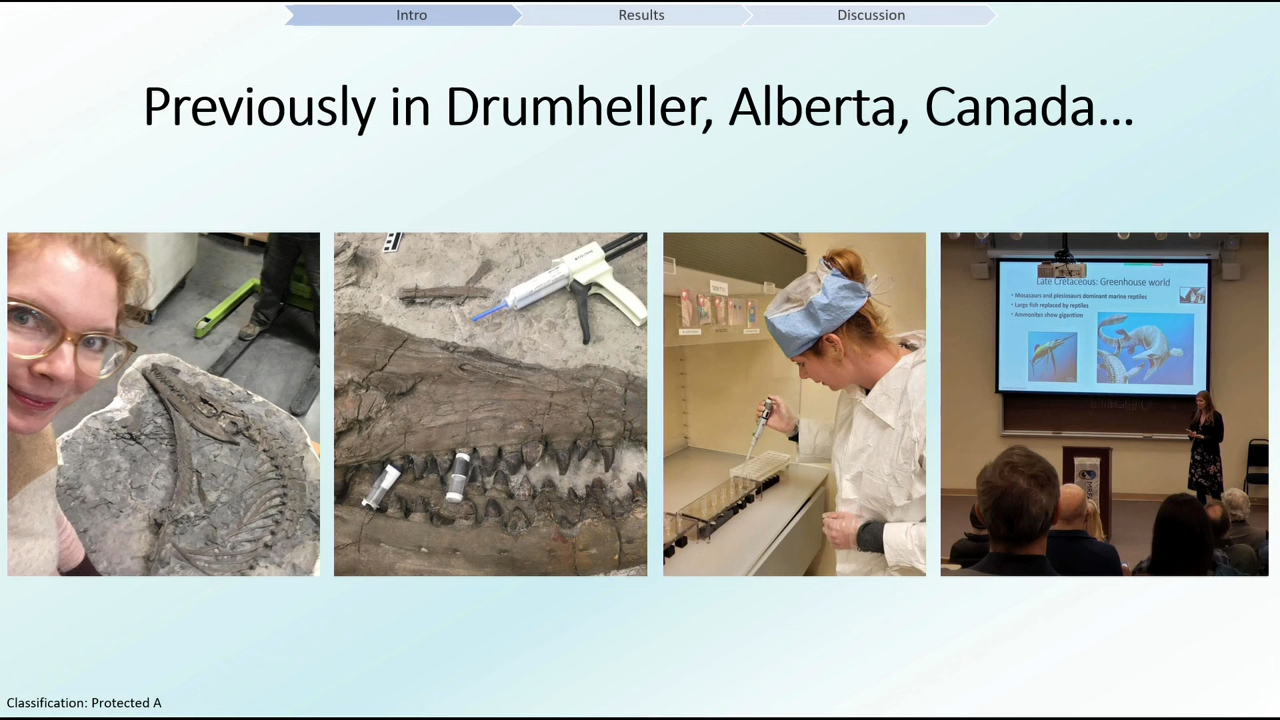 Intro
Results
Discussion
Previously in Drumheller, Alberta, Canada...
Late Cretaceous: Greenhouse world
• Mosasaurs and plesiosaurs dominant marine reptiles
• Large fish replaced by reptiles
• Ammonites show gigantism
Classification: Protected A